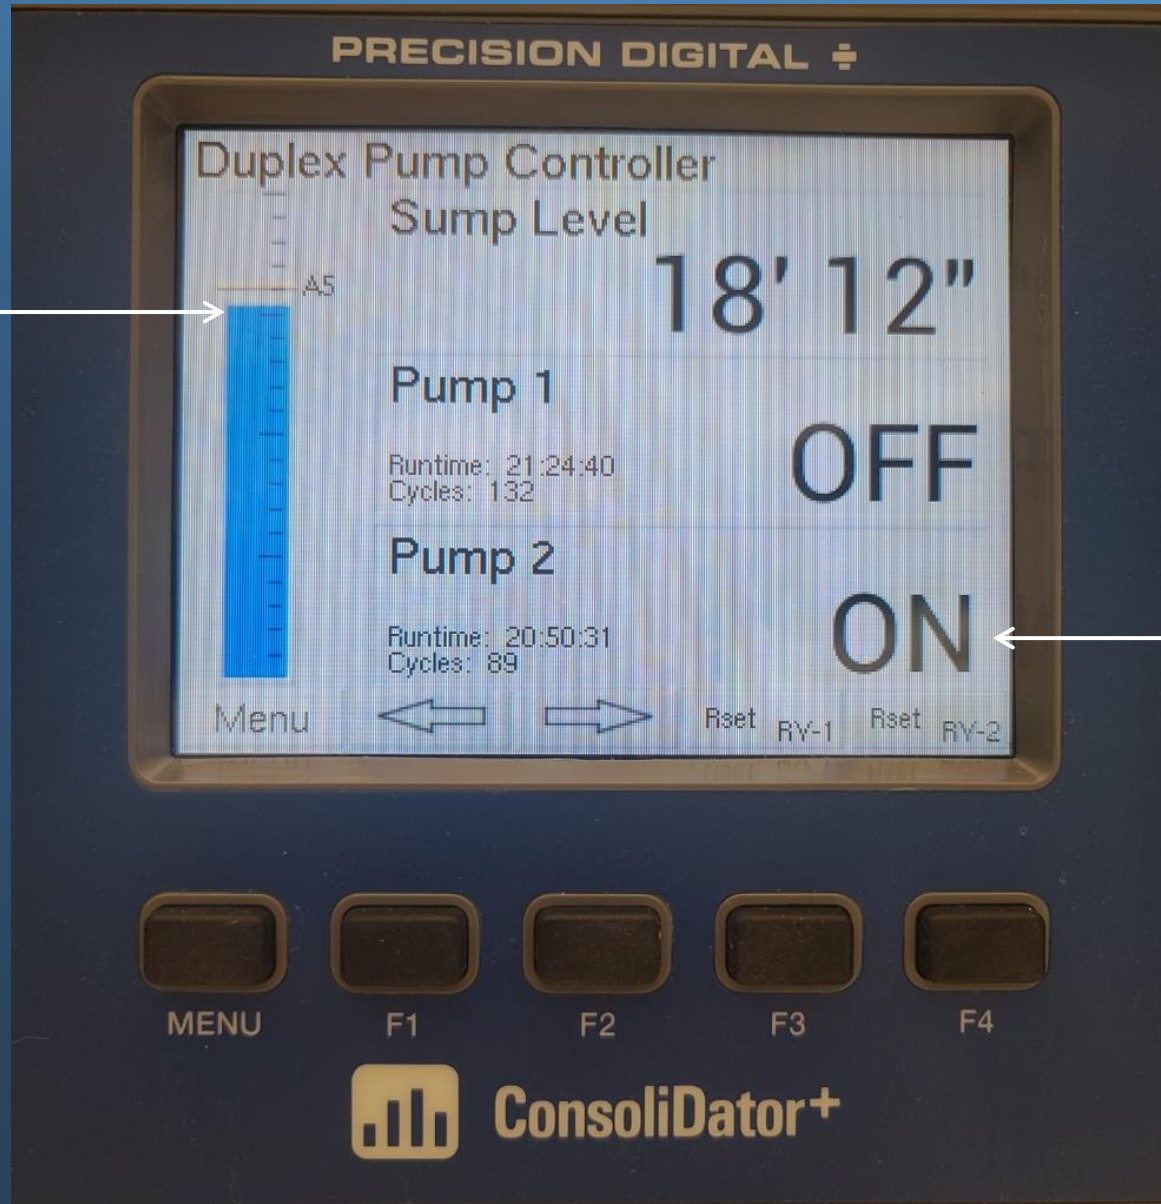 PRECISION DIGITAL
Duplex Pump Controller
Sump Level
A5
18' 12"
Pump 1
OFF
Runtime: 21:24:40
Cycles: 132
Pump 2
ON
Runtime: 20:50:31
Cycles: 89
Menu Rset RV-1 Rset RV-2
MENU F1 F2 F3 F4
ConsoliDator+